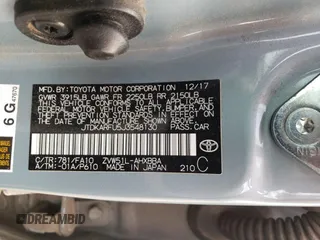 MFD. BY: TOYOTA MOTOR CORPORATION 12/17
GVWR 3915LB GAWR FR 2250LB RR 2150LB
THIS VEHICLE CONFORMS TO ALL APPLICABLE
FEDERAL MOTOR VEHICLE SAFETY, BUMPER,
AND THEFT PREVENTION STANDARDS IN EFFECT ON
THE DATE OF MANUFACTURE SHOWN ABOVE.
JTDKARFU5J3548130 PASS. CAR
C/TR: 781/FA10 ZVW51L-AHXBBA
A/TM: -01A/P610 MADE IN JAPAN 210 C
6 G
DREAMBID